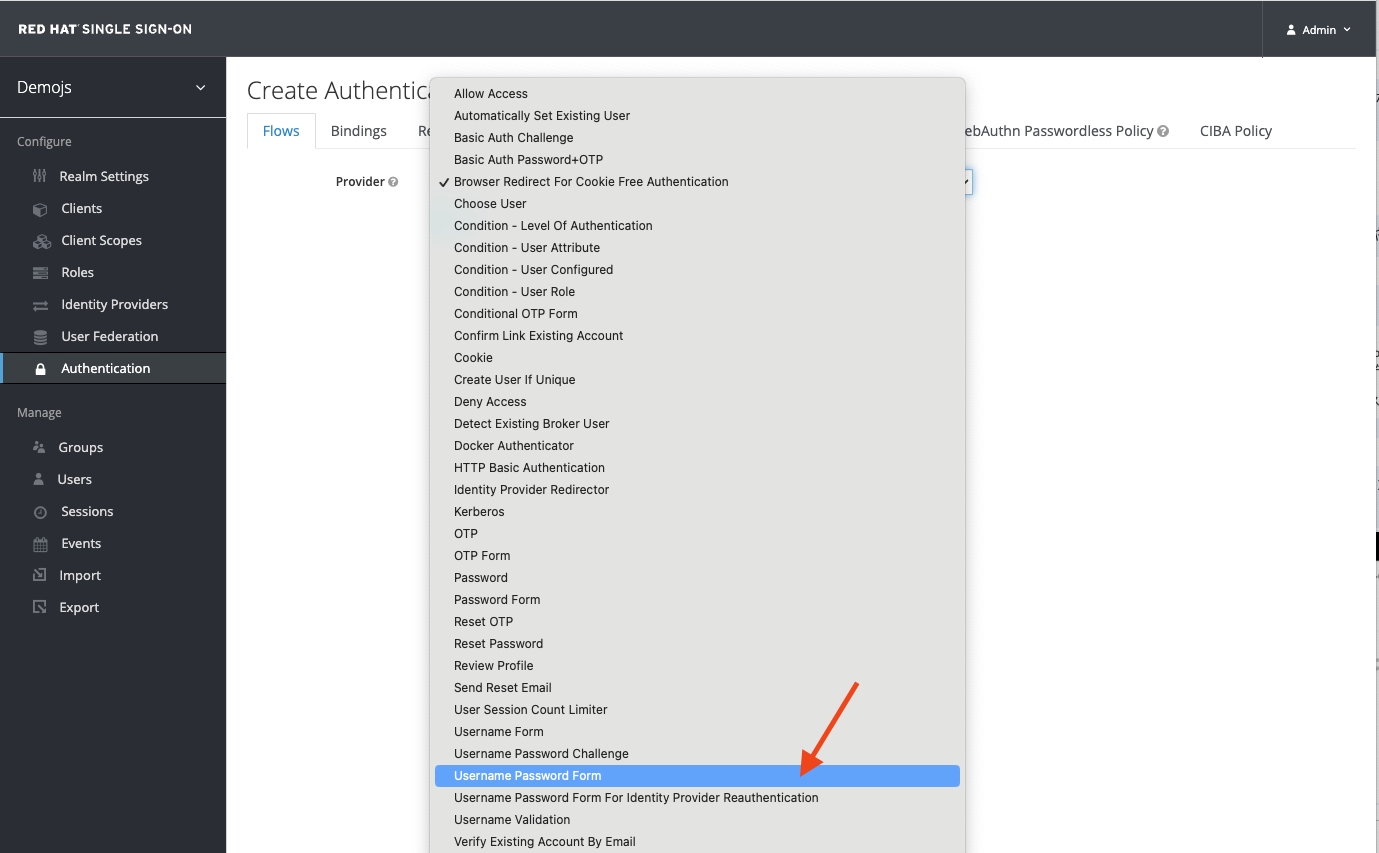 RED HAT SINGLE SIGN-ON
Admin
Demojs
Configure
Realm Settings
Clients
Client Scopes
Roles
Identity Providers
User Federation
Authentication
Manage
Groups
Users
Sessions
Events
Import
Export
Create Authentica
Flows Bindings Re ebAuthn Passwordless Policy CIBA Policy
Provider
Allow Access
Automatically Set Existing User
Basic Auth Challenge
Basic Auth Password+OTP
Browser Redirect For Cookie Free Authentication
Choose User
Condition - Level Of Authentication
Condition - User Attribute
Condition - User Configured
Condition - User Role
Conditional OTP Form
Confirm Link Existing Account
Cookie
Create User If Unique
Deny Access
Detect Existing Broker User
Docker Authenticator
HTTP Basic Authentication
Identity Provider Redirector
Kerberos
OTP
OTP Form
Password
Password Form
Reset OTP
Reset Password
Review Profile
Send Reset Email
User Session Count Limiter
Username Form
Username Password Challenge
Username Password Form
Username Password Form For Identity Provider Reauthentication
Username Validation
Verify Existing Account By Email